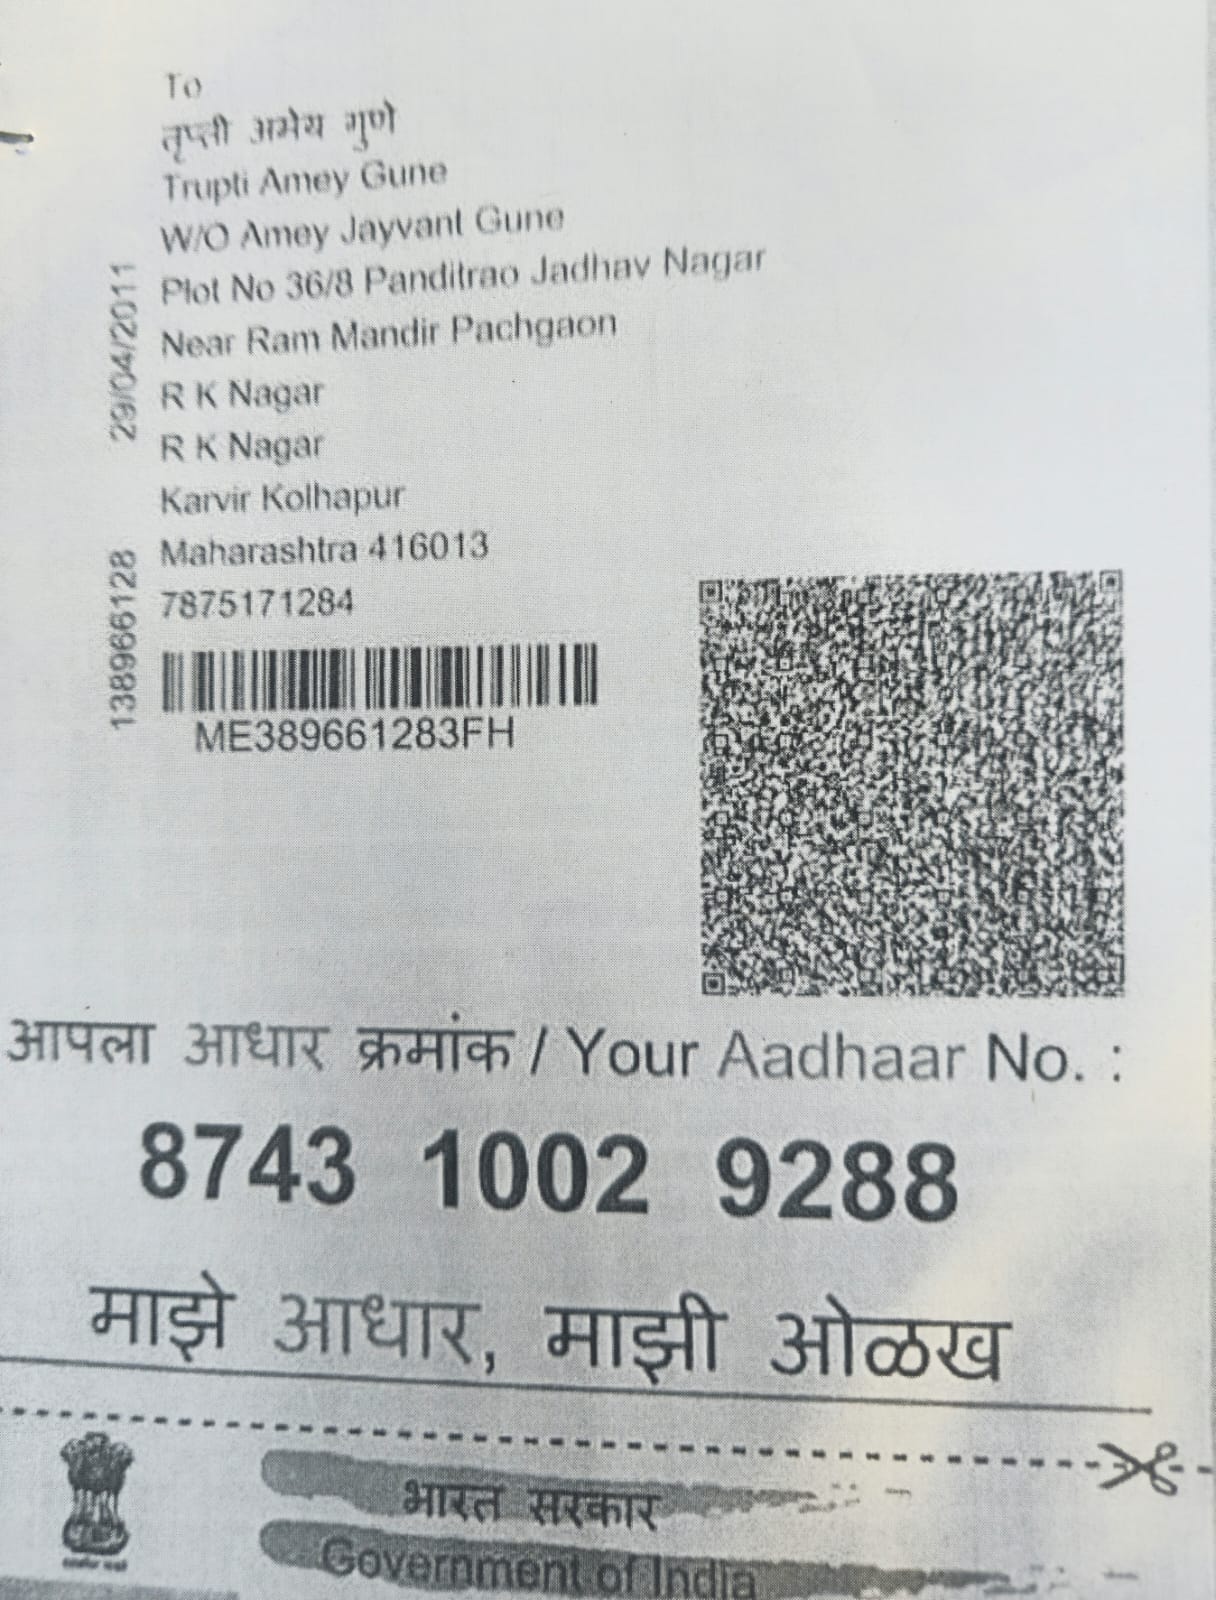 To
तृप्ती अमेय गुणे
Trupti Amey Gune
W/O Amey Jayvant Gune
Plot No 36/8 Panditrao Jadhav Nagar
Near Ram Mandir Pachgaon
R K Nagar
R K Nagar
Karvir Kolhapur
Maharashtra 416013
7875171284
29/04/2011
138966128
ME389661283FH
आपला आधार क्रमांक / Your Aadhaar No. :
8743 1002 9288
माझे आधार, माझी ओळख
भारत सरकार
Government of India